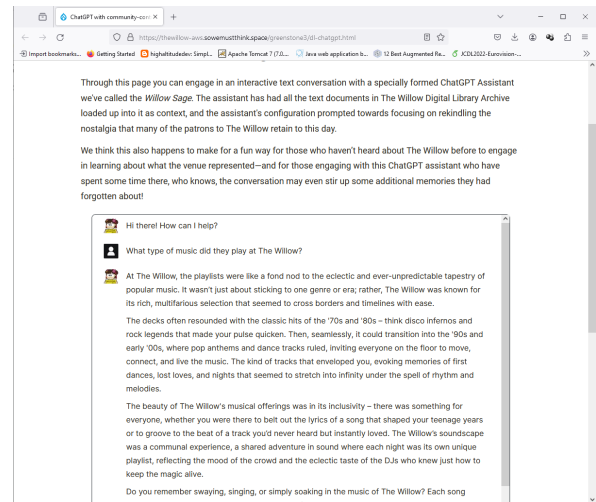 ChatGPT with community-cont
https://thewillow-aws.sowemustthink.space/greenstone3/dl-chatgpt.html
Import bookmarks... Getting Started highaltitudedev: Simpl... Apache Tomcat 7 (7.0.... Java web application b... 12 Best Augmented Re... JCDL2022-Eurovision-...
Through this page you can engage in an interactive text conversation with a specially formed ChatGPT Assistant
we've called the Willow Sage. The assistant has had all the text documents in The Willow Digital Library Archive
loaded up into it as context, and the assistant's configuration prompted towards focusing on rekindling the
nostalgia that many of the patrons to The Willow retain to this day.
We think this also happens to make for a fun way for those who haven't heard about The Willow before to engage
in learning about what the venue represented—and for those engaging with this ChatGPT assistant who have
spent some time there, who knows, the conversation may even stir up some additional memories they had
forgotten about!
Hi there! How can I help?
What type of music did they play at The Willow?
At The Willow, the playlists were like a fond nod to the eclectic and ever-unpredictable tapestry of
popular music. It wasn't just about sticking to one genre or era; rather, The Willow was known for
its rich, multifarious selection that seemed to cross borders and timelines with ease.
The decks often resounded with the classic hits of the '70s and '80s – think disco infernos and
rock legends that made your pulse quicken. Then, seamlessly, it could transition into the '90s and
early '00s, where pop anthems and dance tracks ruled, inviting everyone on the floor to move,
connect, and live the music. The kind of tracks that enveloped you, evoking memories of first
dances, lost loves, and nights that seemed to stretch into infinity under the spell of rhythm and
melodies.
The beauty of The Willow's musical offerings was in its inclusivity – there was something for
everyone, whether you were there to belt out the lyrics of a song that shaped your teenage years
or to groove to the beat of a track you'd never heard but instantly loved. The Willow's soundscape
was a communal experience, a shared adventure in sound where each night was its own unique
playlist, reflecting the mood of the crowd and the eclectic taste of the DJs who knew just how to
keep the magic alive.
Do you remember swaying, singing, or simply soaking in the music of The Willow? Each song